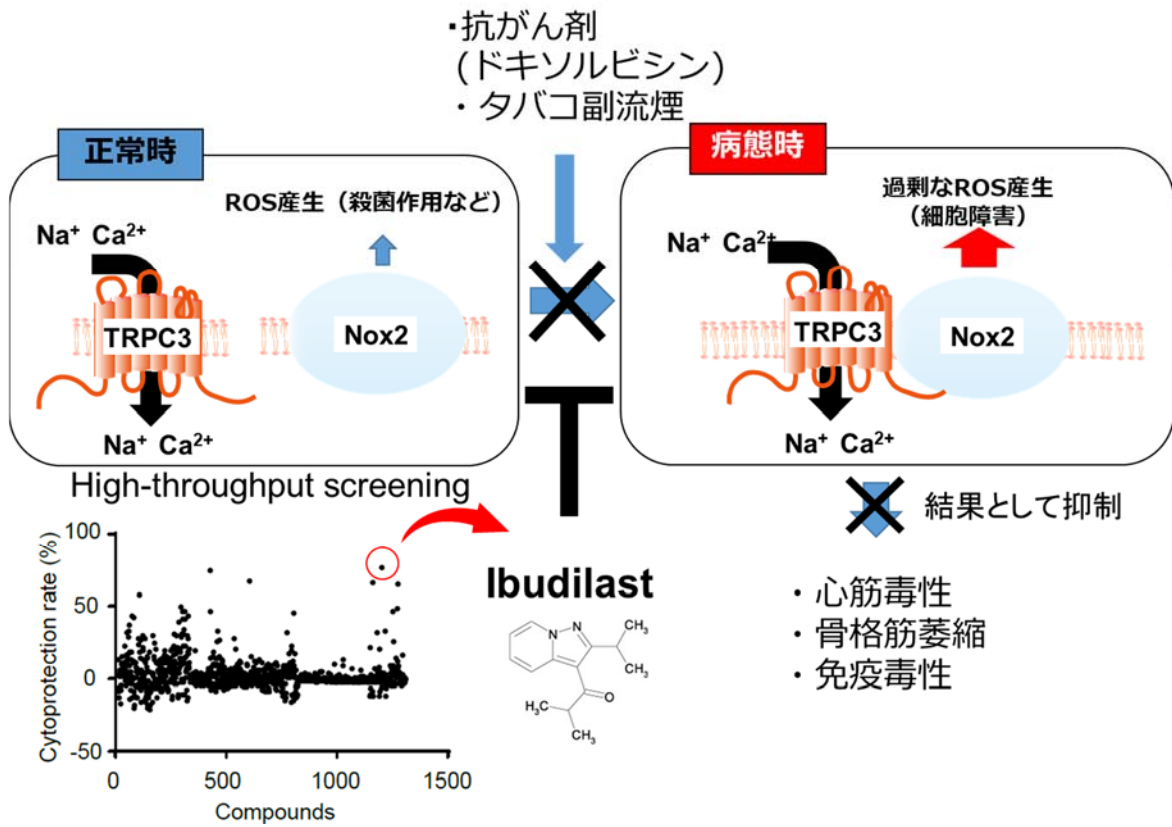 ・抗がん剤
(ドキソルビシン)
・タバコ副流煙
正常時
ROS産生（殺菌作用など）
Na⁺ Ca²⁺
TRPC3
Nox2
Na⁺ Ca²⁺
病態時
過剰なROS産生
（細胞障害）
Na⁺ Ca²⁺
TRPC3
Nox2
Na⁺ Ca²⁺
結果として抑制
・心筋毒性
・骨格筋萎縮
・免疫毒性
High-throughput screening
Cytoprotection rate (%)
100
50
0
-50
0
500
1000
1500
Compounds
Ibudilast
N
N
CH₃
CH₃
O
H₃C
CH₃